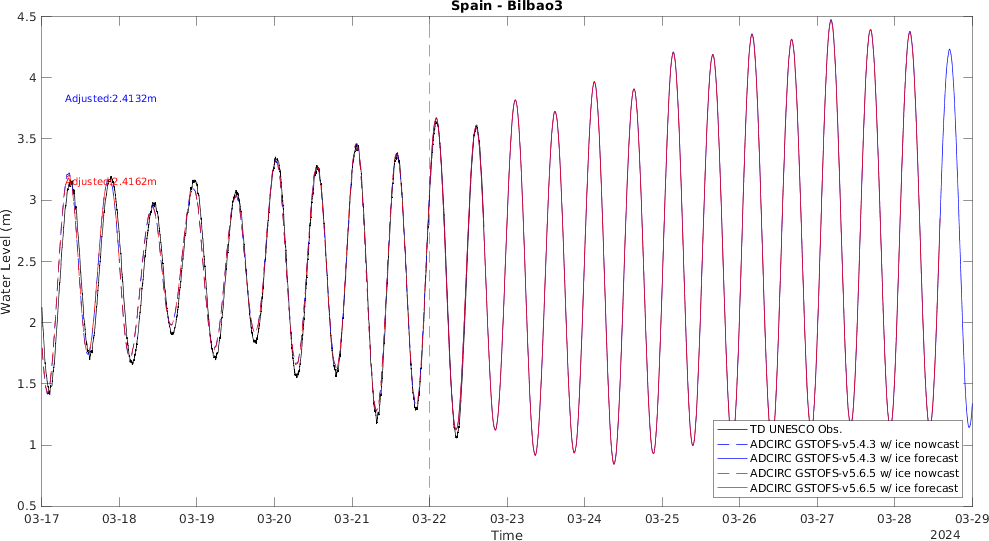 Spain - Bilbao3
4.5
4
3.5
3
2.5
2
1.5
1
0.5
Water Level (m)
Adjusted:2.4132m
Adjusted:2.4162m
TD UNESCO Obs.
ADCIRC GSTOFS-v5.4.3 w/ ice nowcast
ADCIRC GSTOFS-v5.4.3 w/ ice forecast
ADCIRC GSTOFS-v5.6.5 w/ ice nowcast
ADCIRC GSTOFS-v5.6.5 w/ ice forecast
03-17 03-18 03-19 03-20 03-21 03-22 03-23 03-24 03-25 03-26 03-27 03-28 03-29
Time
2024